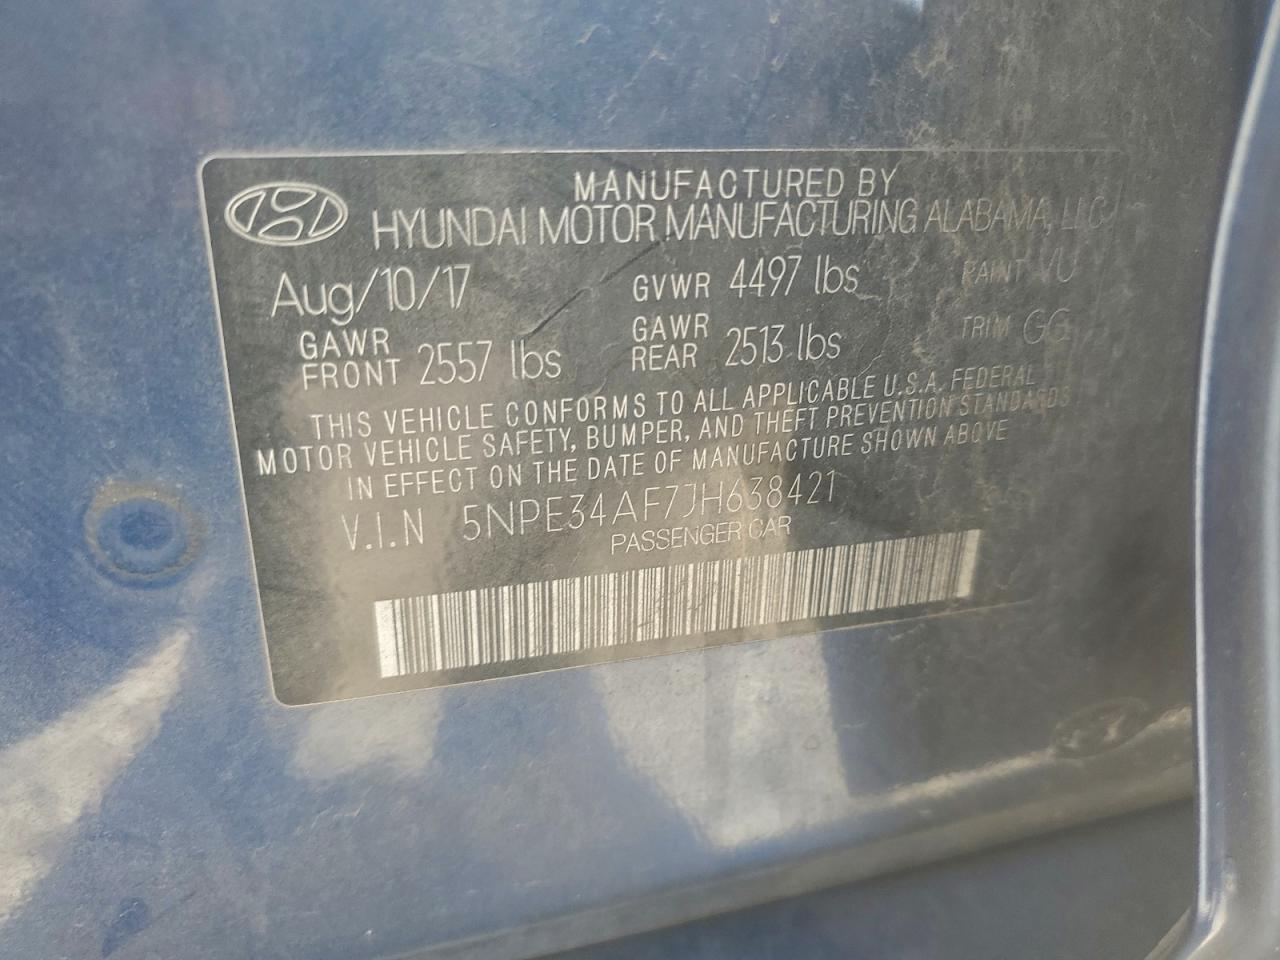 MANUFACTURED BY
HYUNDAI MOTOR MANUFACTURING ALABAMA, LLC
Aug/10/17 GVWR 4497 lbs PAINT VU
GAWR FRONT 2557 lbs GAWR REAR 2513 lbs TRIM GG
THIS VEHICLE CONFORMS TO ALL APPLICABLE U.S.A. FEDERAL
MOTOR VEHICLE SAFETY, BUMPER, AND THEFT PREVENTION STANDARDS
IN EFFECT ON THE DATE OF MANUFACTURE SHOWN ABOVE
V.I.N 5NPE34AF7JH638421
PASSENGER CAR